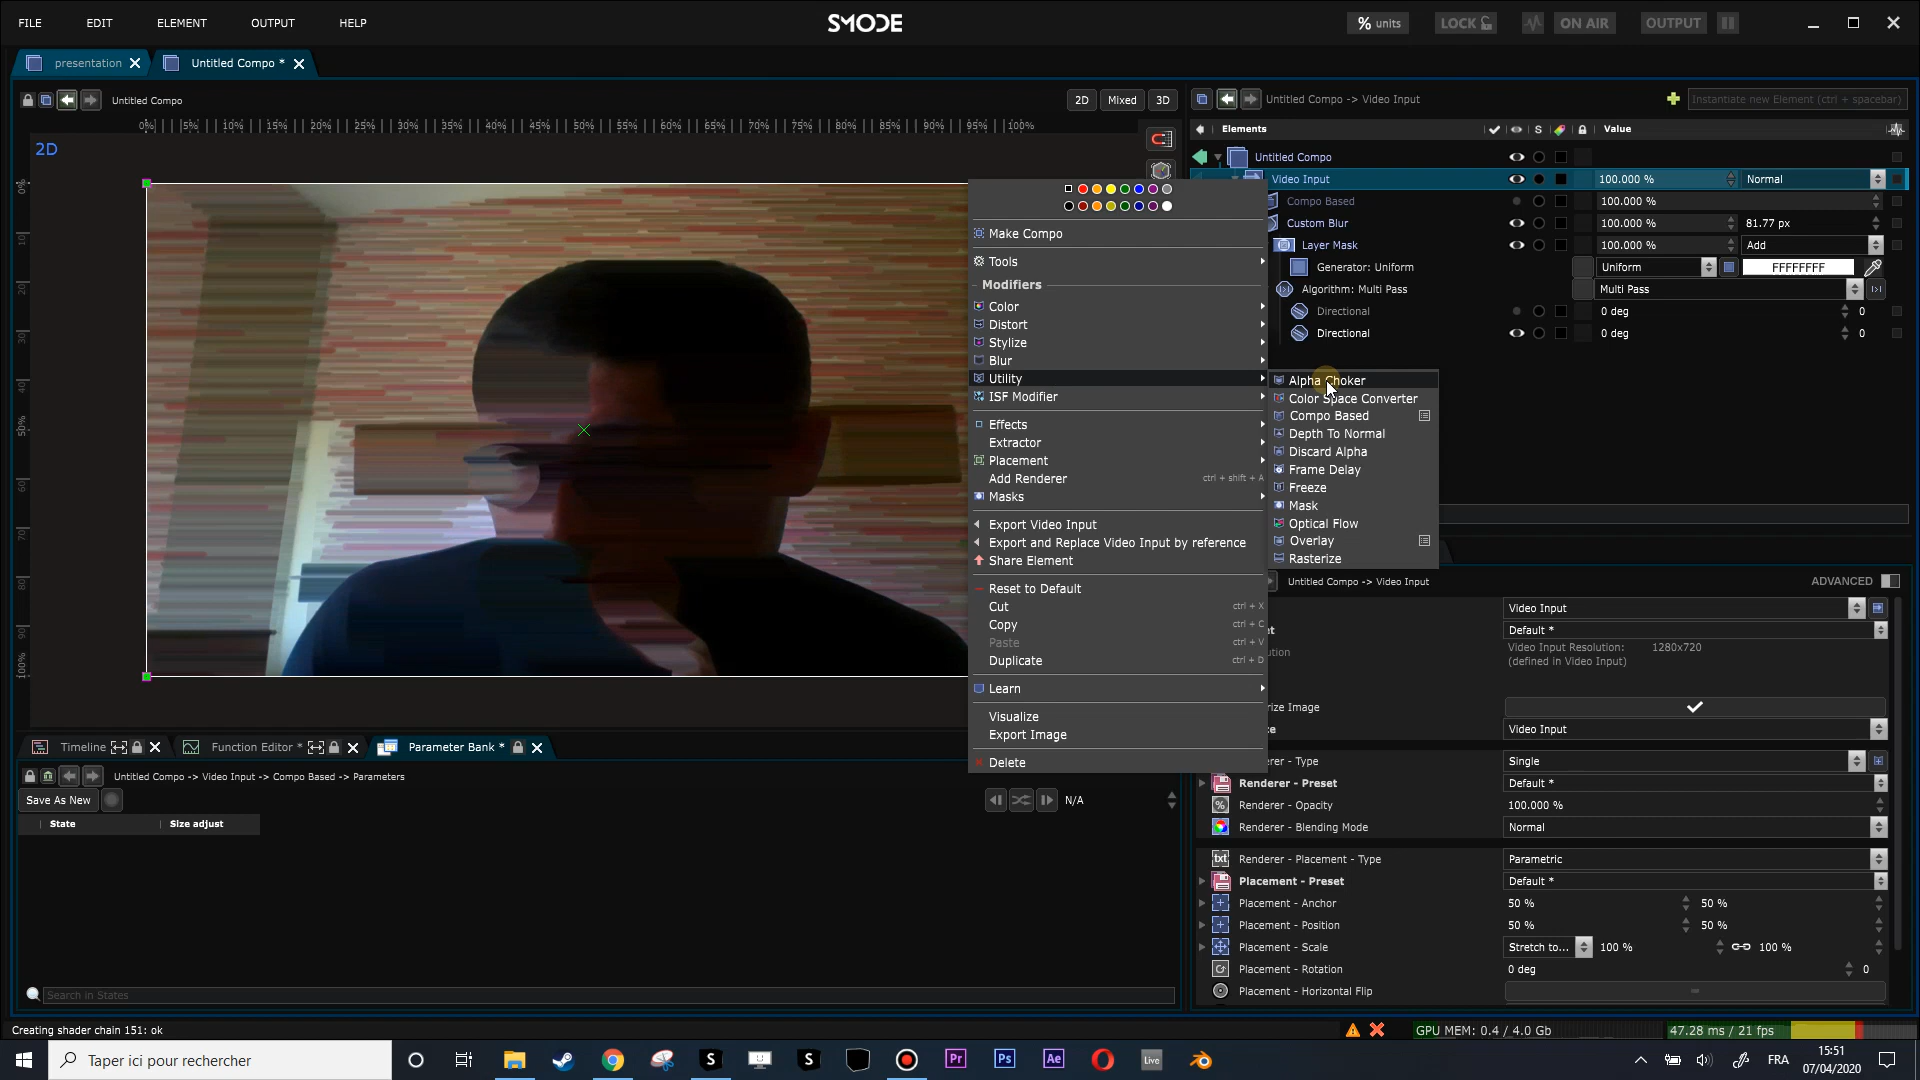 FILE EDIT ELEMENT OUTPUT HELP
SMODE
% units LOCK ON AIR OUTPUT
presentation Untitled Compo *
Untitled Compo
2D Mixed 3D
0% 5% 10% 15% 20% 25% 30% 35% 40% 45% 50% 55% 60% 65% 70% 75% 80% 85% 90% 95% 100%
2D
Untitled Compo -> Video Input
Instantiate new Element (ctrl + spacebar)
Elements S Value
Untitled Compo
Video Input 100.000 % Normal
Compo Based 100.000 %
Custom Blur 100.000 % 81.77 px
Layer Mask 100.000 % Add
Generator: Uniform Uniform FFFFFFFF
Algorithm: Multi Pass Multi Pass
Directional 0 deg 0
Directional 0 deg 0
Make Compo
Tools
Modifiers
Color
Distort
Stylize
Blur
Utility
ISF Modifier
Effects
Extractor
Placement
Add Renderer ctrl + shift + A
Masks
Export Video Input
Export and Replace Video Input by reference
Share Element
Reset to Default
Cut ctrl + X
Copy ctrl + C
Paste ctrl + V
Duplicate ctrl + D
Learn
Visualize
Export Image
Delete
Alpha Choker
Color Space Converter
Compo Based
Depth To Normal
Discard Alpha
Frame Delay
Freeze
Mask
Optical Flow
Overlay
Rasterize
Untitled Compo -> Video Input ADVANCED
Video Input
Default *
Video Input Resolution: 1280x720
(defined in Video Input)
Video Input
Single
Renderer - Preset Default *
Renderer - Opacity 100.000 %
Renderer - Blending Mode Normal
Renderer - Placement - Type Parametric
Placement - Preset Default *
Placement - Anchor 50 % 50 %
Placement - Position 50 % 50 %
Placement - Scale Stretch to... 100 % 100 %
Placement - Rotation 0 deg 0
Placement - Horizontal Flip
Timeline Function Editor * Parameter Bank *
Untitled Compo -> Video Input -> Compo Based -> Parameters
Save As New N/A
State Size adjust
Search in States
Creating shader chain 151: ok
GPU MEM: 0.4 / 4.0 Gb 47.28 ms / 21 fps
Taper ici pour rechercher
S S Pr Ps Ae Live
FRA
15:51
07/04/2020